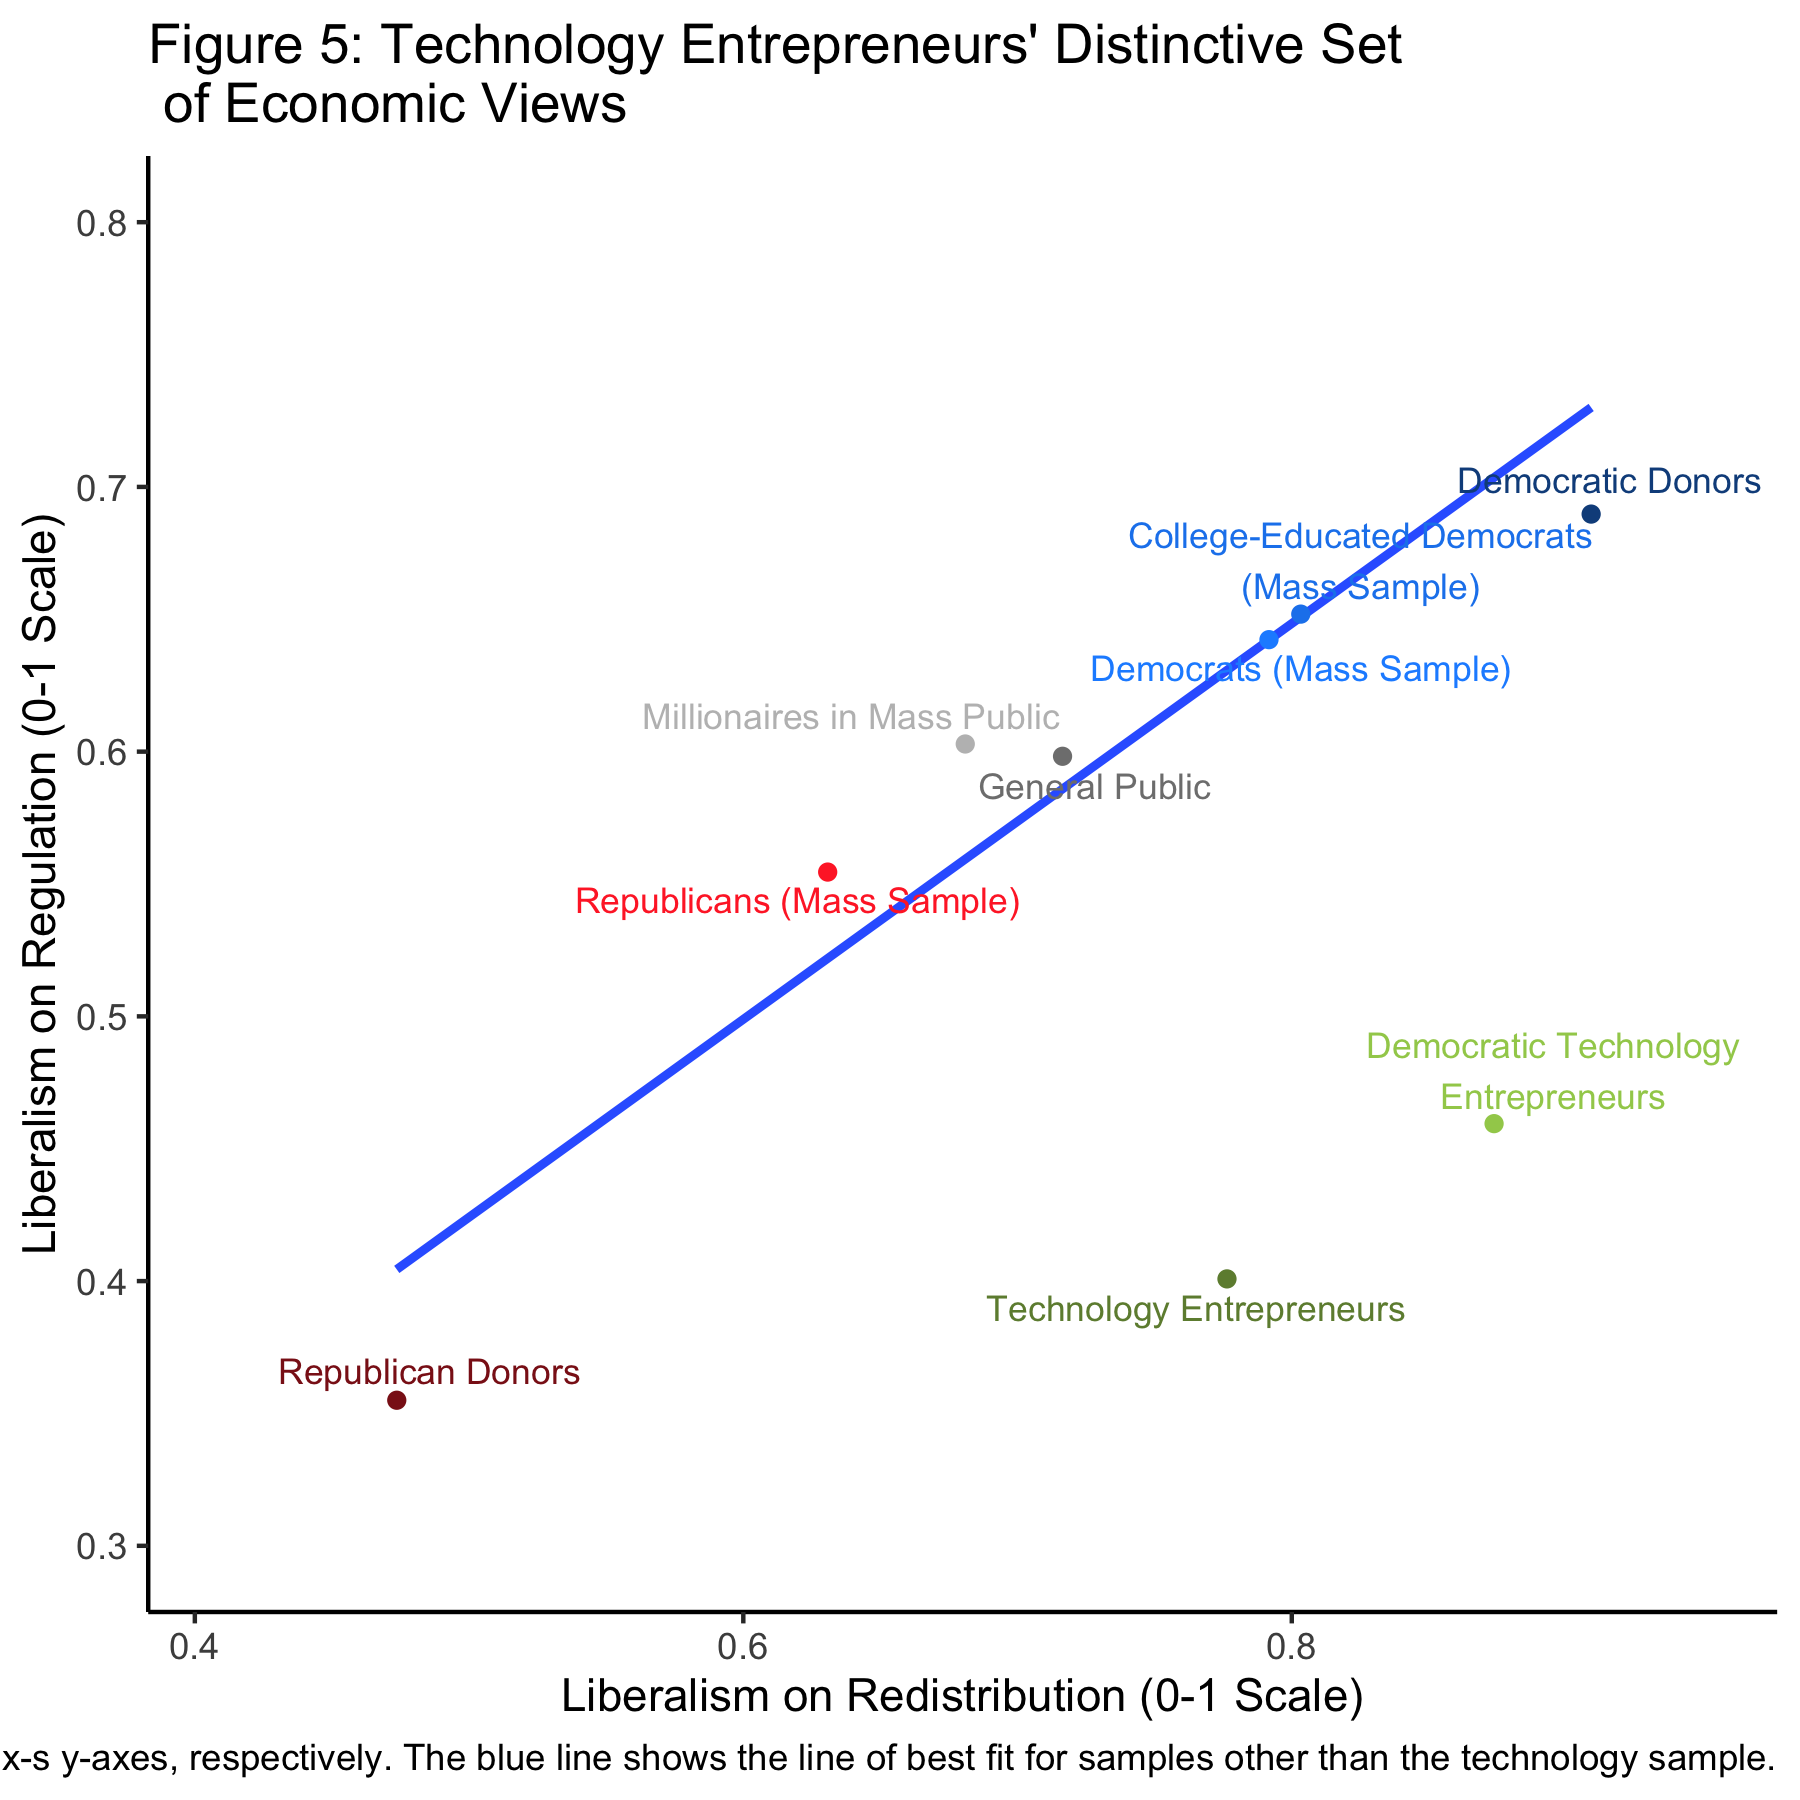 Figure 5: Technology Entrepreneurs' Distinctive Set
of Economic Views
Liberalism on Regulation (0-1 Scale)
0.8
0.7
0.6
0.5
0.4
0.3
Democratic Donors
College-Educated Democrats
(Mass Sample)
Democrats (Mass Sample)
Millionaires in Mass Public
General Public
Republicans (Mass Sample)
Democratic Technology
Entrepreneurs
Technology Entrepreneurs
Republican Donors
0.4
0.6
0.8
Liberalism on Redistribution (0-1 Scale)
x-s y-axes, respectively. The blue line shows the line of best fit for samples other than the technology sample.